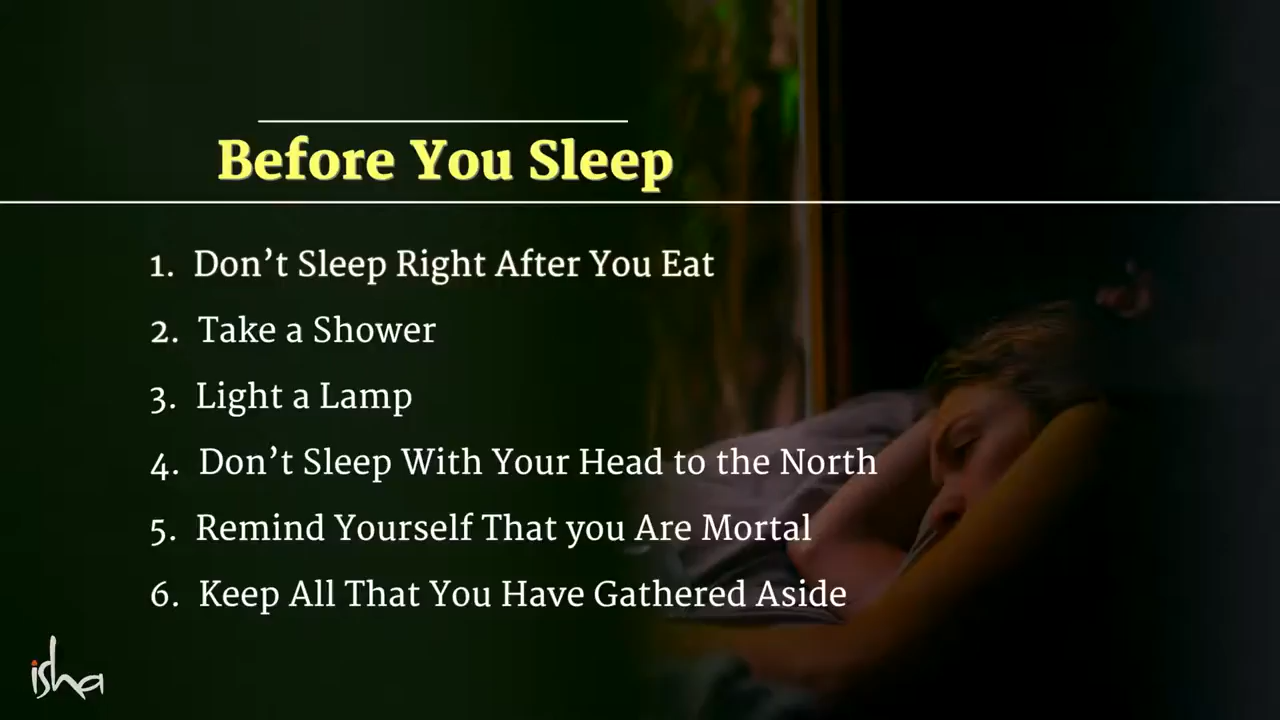 Before You Sleep
1. Don’t Sleep Right After You Eat
2. Take a Shower
3. Light a Lamp
4. Don’t Sleep With Your Head to the North
5. Remind Yourself That you Are Mortal
6. Keep All That You Have Gathered Aside
isha